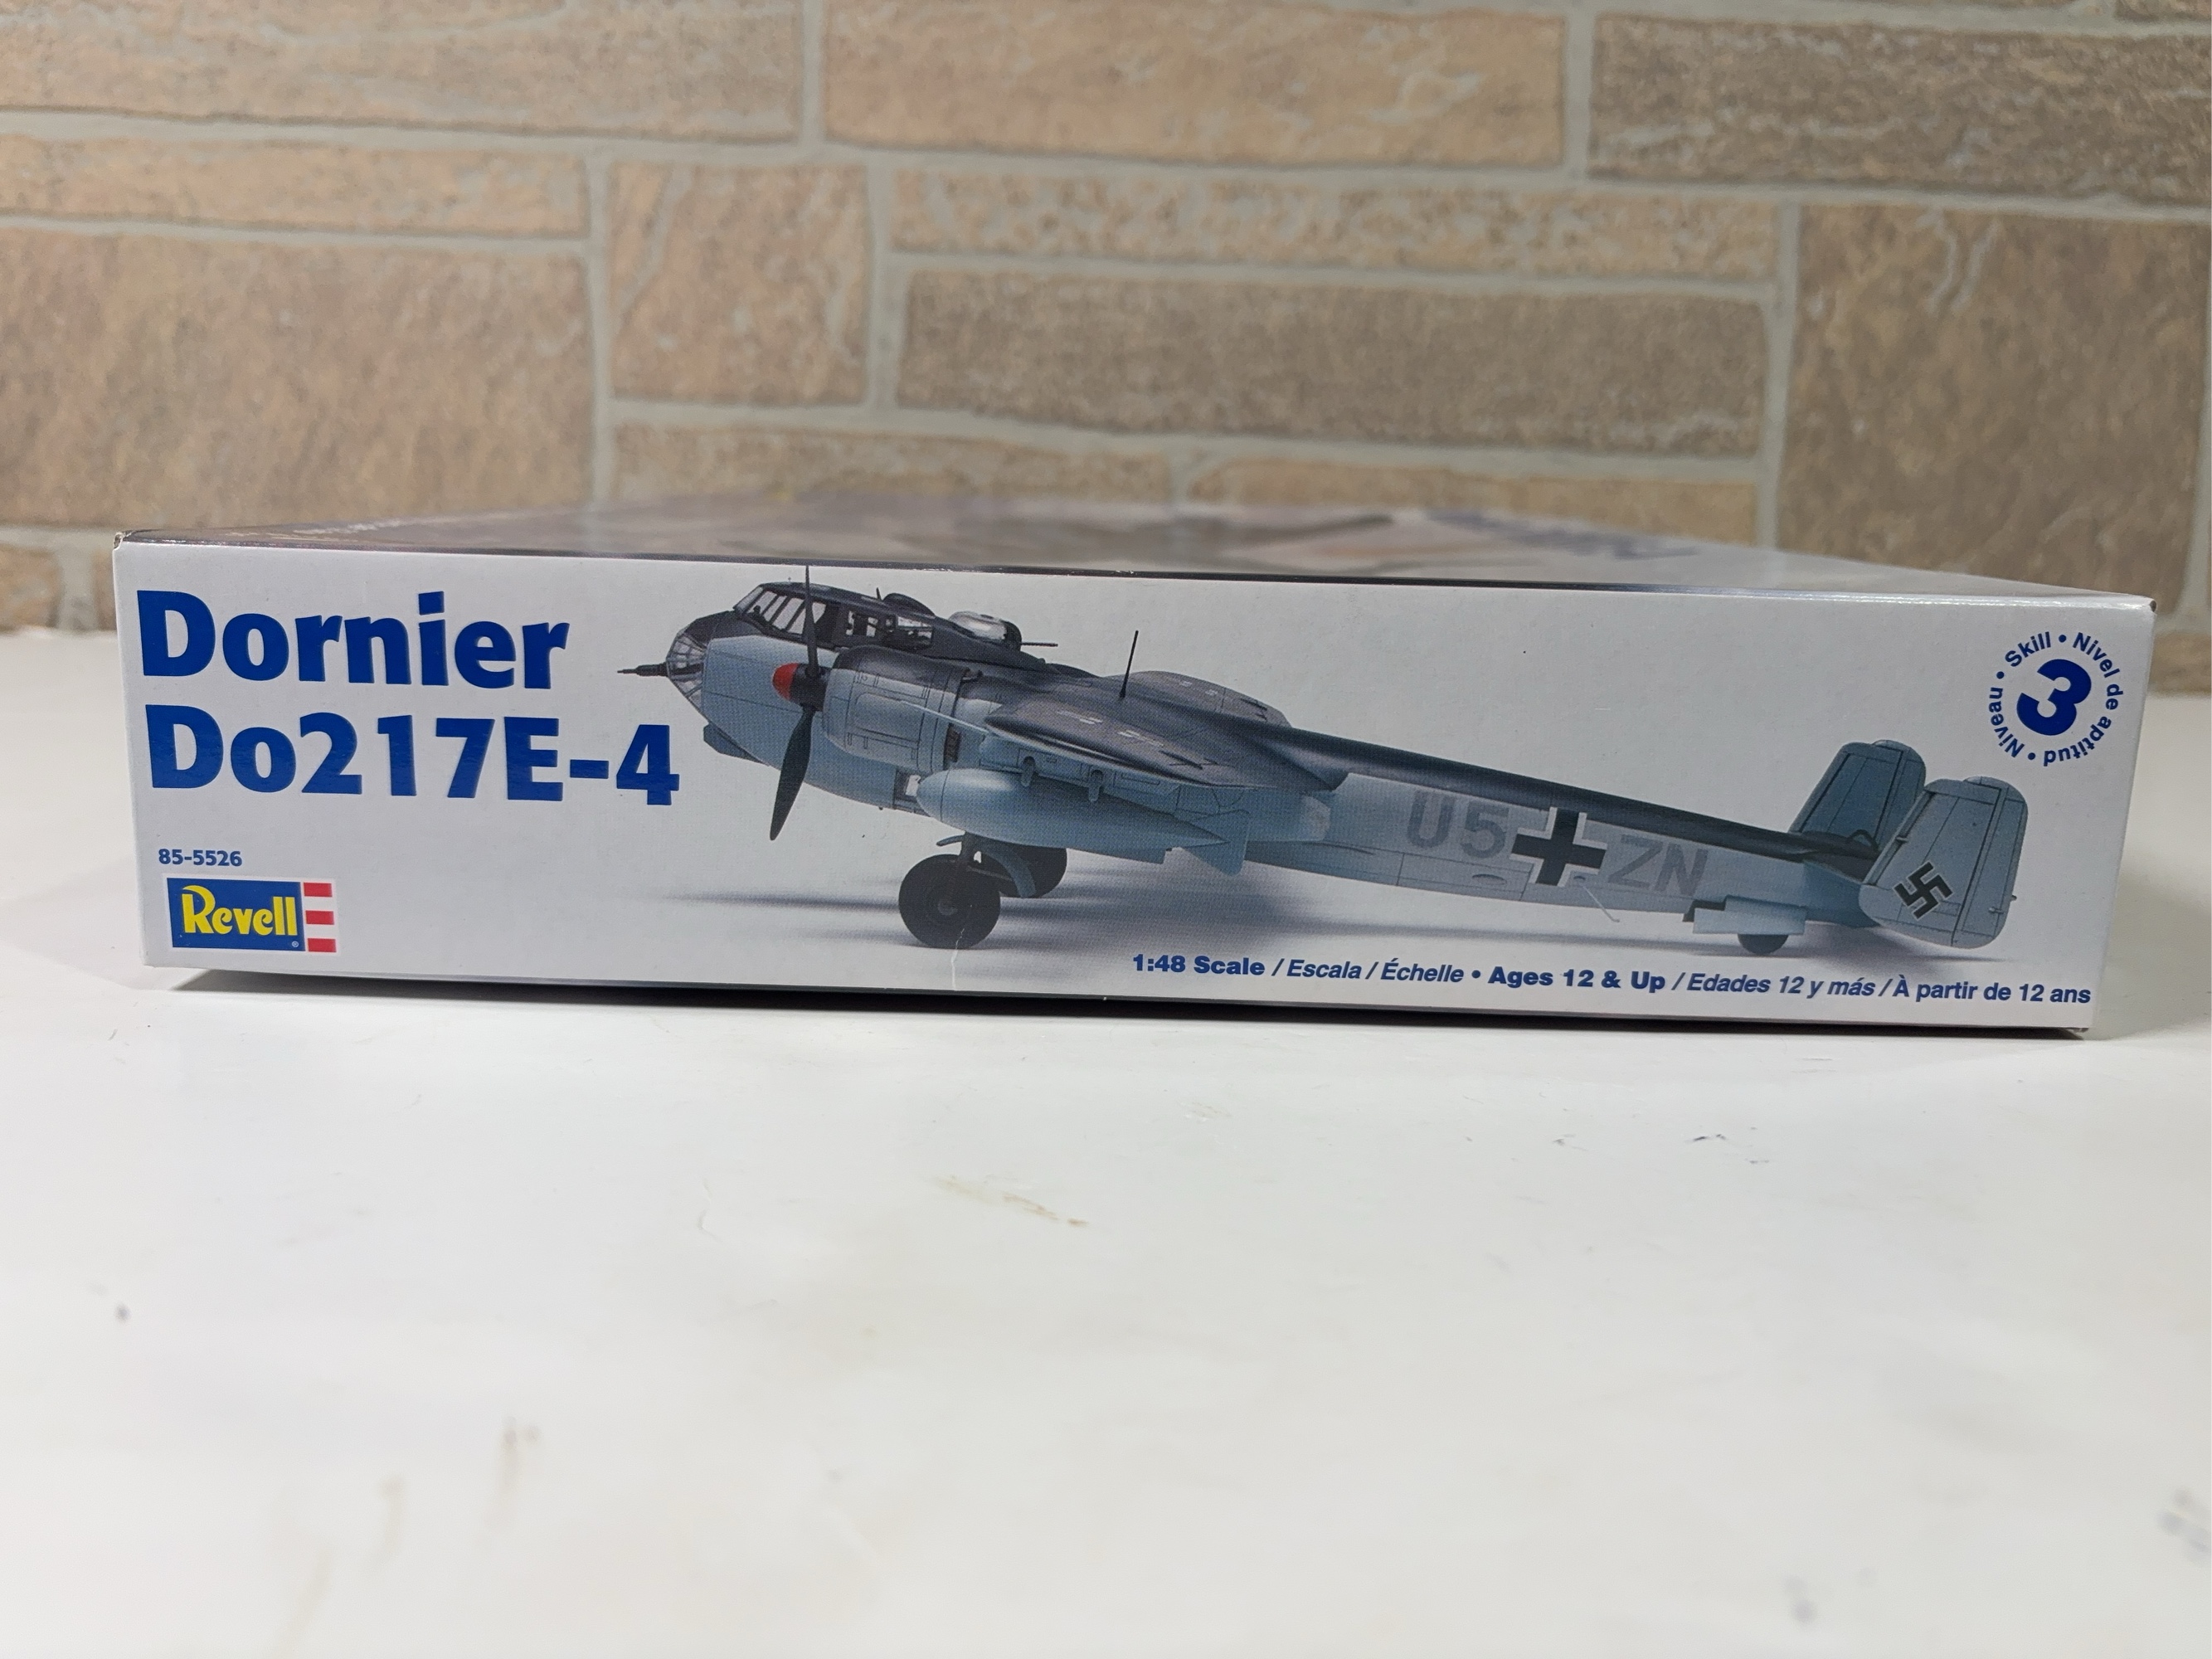 Dornier
Do217E-4
85-5526
Revell
U5 ZN
Skill • Nivel de aptitud • Niveau •
3
1:48 Scale / Escala / Échelle • Ages 12 & Up / Edades 12 y más / À partir de 12 ans